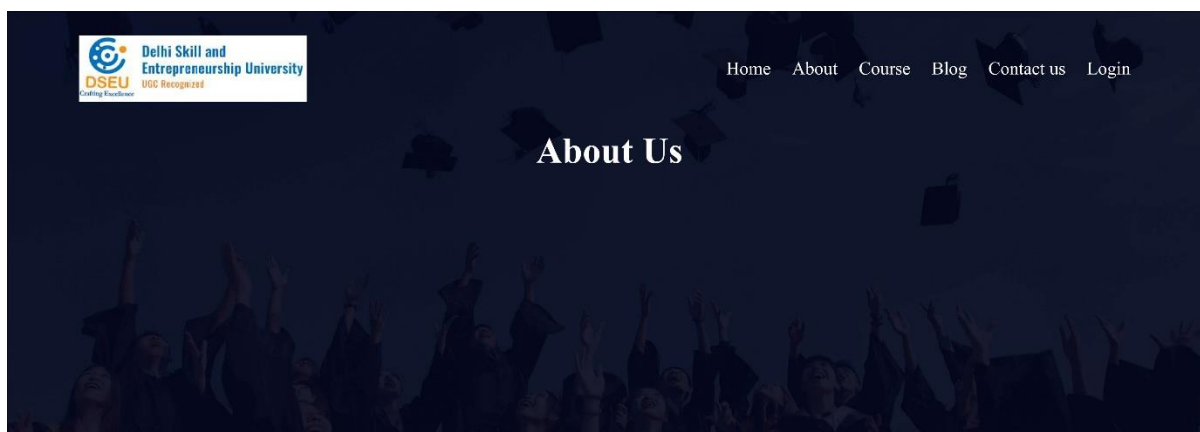 Delhi Skill and
Entrepreneurship University
UGC Recognized
DSEU
Crafting Excellence
Home About Course Blog Contact us Login
About Us